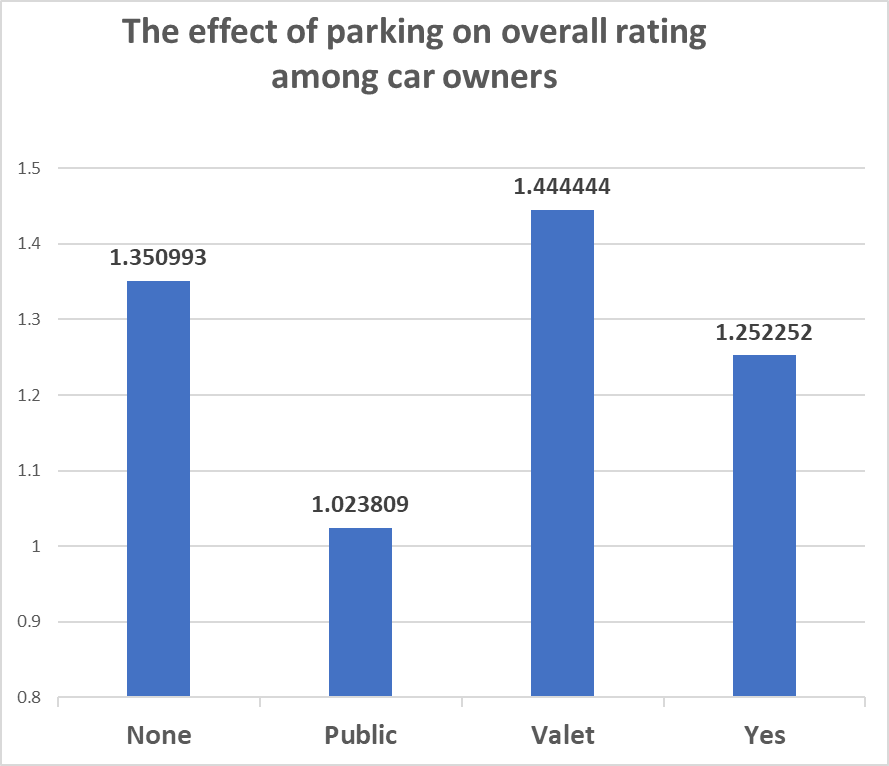 The effect of parking on overall rating
among car owners
1.5
1.4
1.3
1.2
1.1
1
0.9
0.8
1.350993
1.023809
1.444444
1.252252
None
Public
Valet
Yes